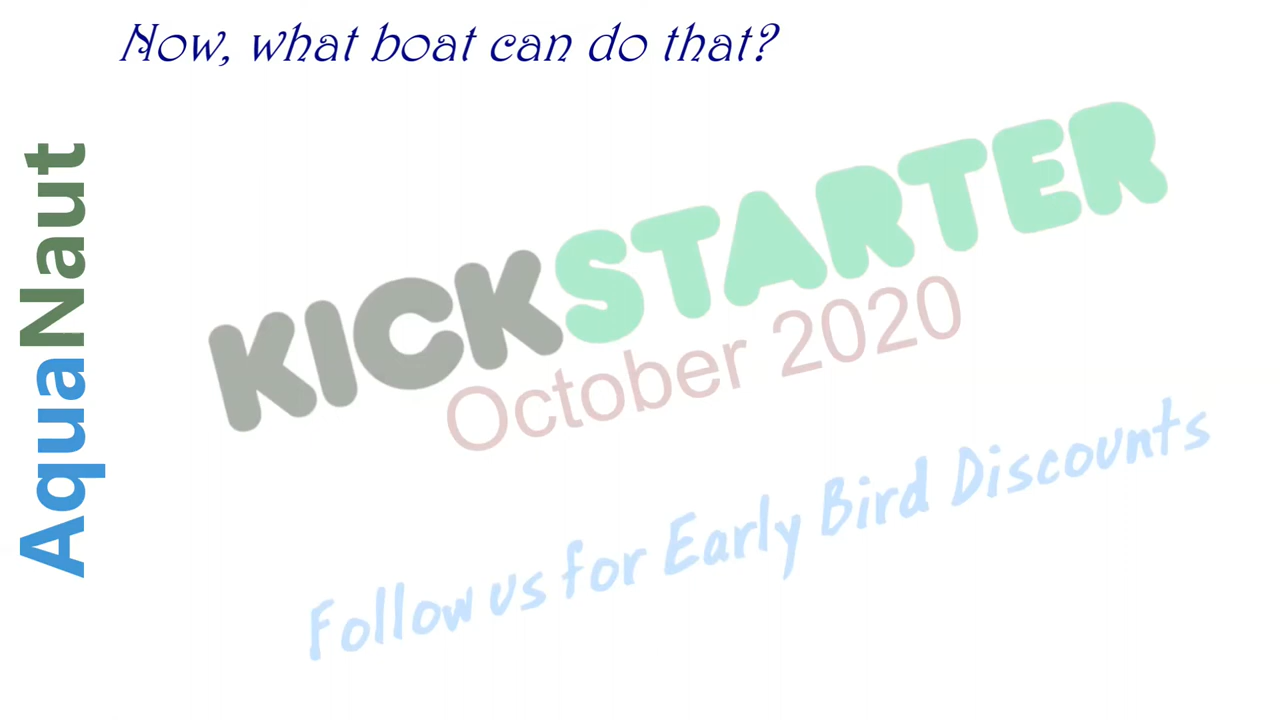 Now, what boat can do that?
AquaNaut
KICKSTARTER
October 2020
Follow us for Early Bird Discounts